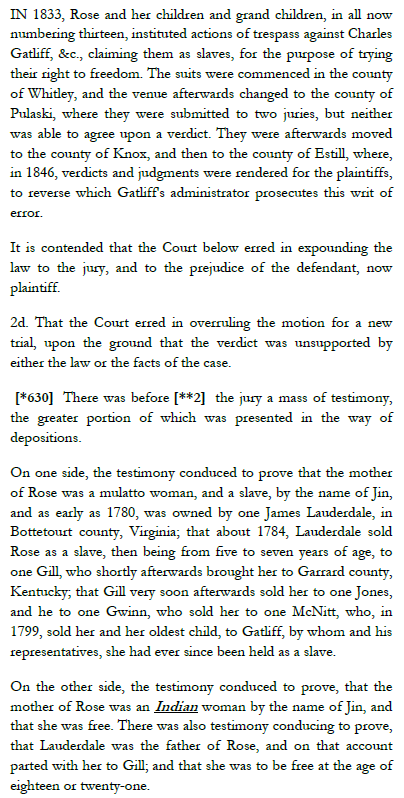 IN 1833, Rose and her children and grand children, in all now
numbering thirteen, instituted actions of trespass against Charles
Gatliff, &c., claiming them as slaves, for the purpose of trying
their right to freedom. The suits were commenced in the county
of Whitley, and the venue afterwards changed to the county of
Pulaski, where they were submitted to two juries, but neither
was able to agree upon a verdict. They were afterwards moved
to the county of Knox, and then to the county of Estill, where,
in 1846, verdicts and judgments were rendered for the plaintiffs,
to reverse which Gatliff's administrator prosecutes this writ of
error.
It is contended that the Court below erred in expounding the
law to the jury, and to the prejudice of the defendant, now
plaintiff.
2d. That the Court erred in overruling the motion for a new
trial, upon the ground that the verdict was unsupported by
either the law or the facts of the case.
[*630] There was before [**2] the jury a mass of testimony,
the greater portion of which was presented in the way of
depositions.
On one side, the testimony conduced to prove that the mother
of Rose was a mulatto woman, and a slave, by the name of Jin,
and as early as 1780, was owned by one James Lauderdale, in
Bottetourt county, Virginia; that about 1784, Lauderdale sold
Rose as a slave, then being from five to seven years of age, to
one Gill, who shortly afterwards brought her to Garrard county,
Kentucky; that Gill very soon afterwards sold her to one Jones,
and he to one Gwinn, who sold her to one McNitt, who, in
1799, sold her and her oldest child, to Gatliff, by whom and his
representatives, she had ever since been held as a slave.
On the other side, the testimony conduced to prove, that the
mother of Rose was an Indian woman by the name of Jin, and
that she was free. There was also testimony conducing to prove,
that Lauderdale was the father of Rose, and on that account
parted with her to Gill; and that she was to be free at the age of
eighteen or twenty-one.